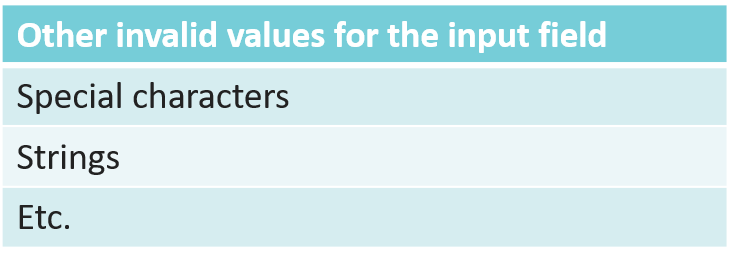 Other invalid values for the input field
Special characters
Strings
Etc.